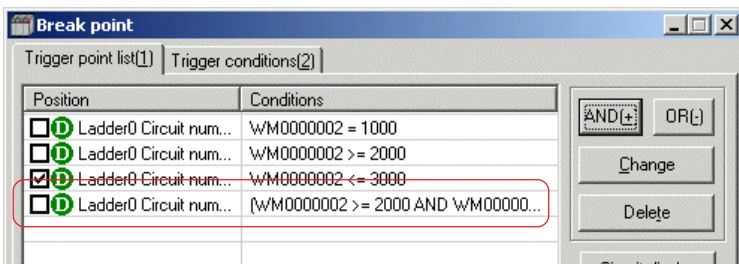 Break point
Trigger point list(1) Trigger conditions(2)
Position Conditions
D Ladder0 Circuit num... WM0000002 = 1000
D Ladder0 Circuit num... WM0000002 >= 2000
D Ladder0 Circuit num... WM0000002 <= 3000
D Ladder0 Circuit num... (WM0000002 >= 2000 AND WM00000...
AND(+) OR(-)
Change
Delete